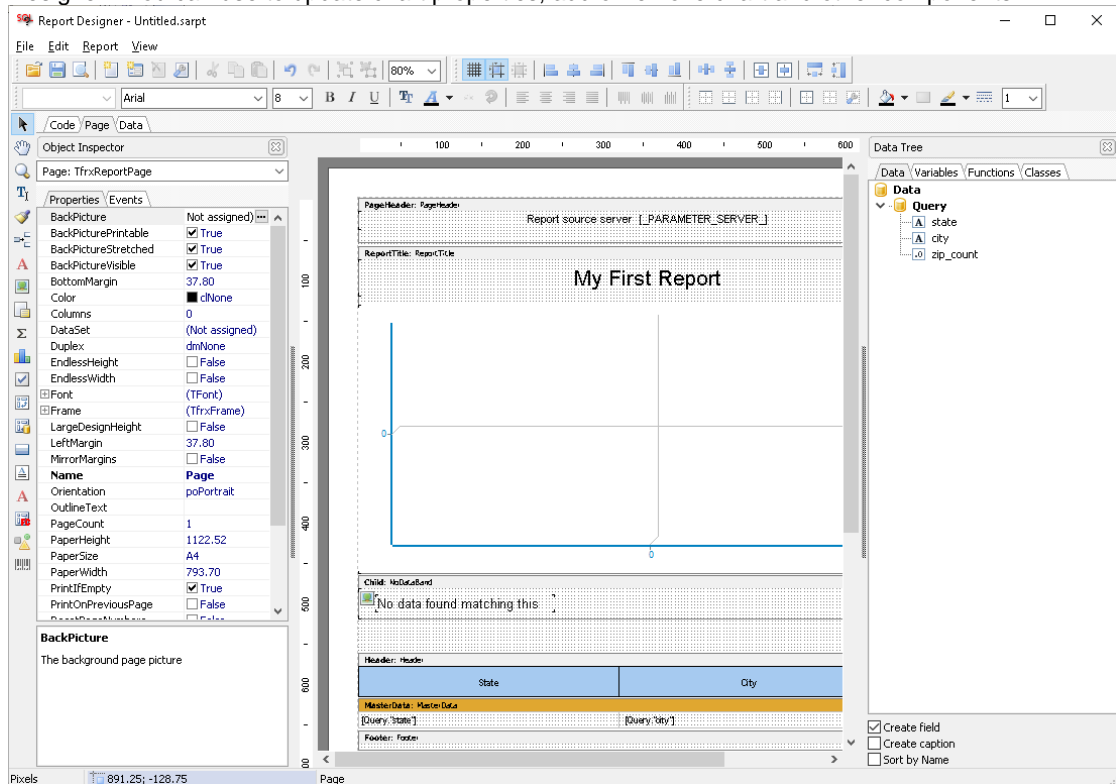 Report Designer - Untitled.sarpt
File Edit Report View
80%
Arial 8 B I U 1
Code Page Data
Object Inspector
Page: TfrxReportPage
Properties Events
BackPicture Not assigned)
BackPicturePrintable True
BackPictureStretched True
BackPictureVisible True
BottomMargin 37.80
Color clNone
Columns 0
DataSet (Not assigned)
Duplex dmNone
EndlessHeight False
EndlessWidth False
Font (TFont)
Frame (TfrxFrame)
LargeDesignHeight False
LeftMargin 37.80
MirrorMargins False
Name Page
Orientation poPortrait
OutlineText
PageCount 1
PaperHeight 1122.52
PaperSize A4
PaperWidth 793.70
PrintIfEmpty True
PrintOnPreviousPage False
BackPicture
The background page picture
100 200 300 400 500 600
100
200
300
400
500
600
PageHeader: PageHeader
Report source server [_PARAMETER_SERVER_]
ReportTitle: ReportTitle
My First Report
0
0
Child: NoDataBand
No data found matching this
Header: Header
State City
MasterData: MasterData
[Query."state"] [Query."city"]
Footer: Footer
Data Tree
Data Variables Functions Classes
Data
Query
state
city
zip_count
Create field
Create caption
Sort by Name
Pixels 891.25; -128.75 Page